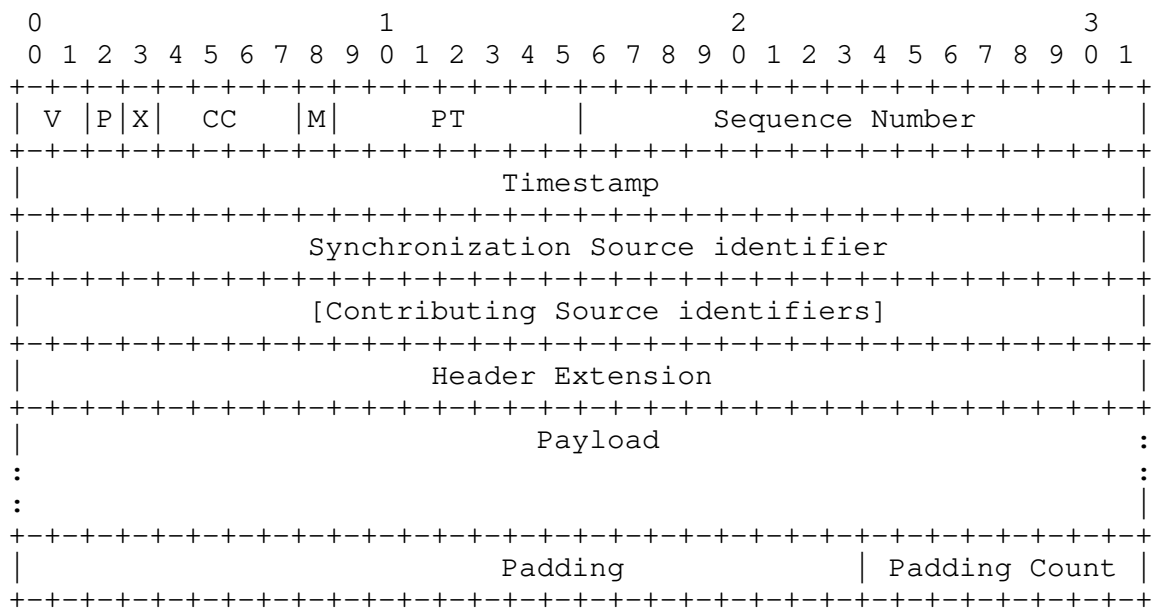 0                   1                   2                   3
 0 1 2 3 4 5 6 7 8 9 0 1 2 3 4 5 6 7 8 9 0 1 2 3 4 5 6 7 8 9 0 1
+-+-+-+-+-+-+-+-+-+-+-+-+-+-+-+-+-+-+-+-+-+-+-+-+-+-+-+-+-+-+-+-+
| V |P|X|  CC   |M|     PT      |       Sequence Number         |
+-+-+-+-+-+-+-+-+-+-+-+-+-+-+-+-+-+-+-+-+-+-+-+-+-+-+-+-+-+-+-+-+
|                           Timestamp                           |
+-+-+-+-+-+-+-+-+-+-+-+-+-+-+-+-+-+-+-+-+-+-+-+-+-+-+-+-+-+-+-+-+
|                Synchronization Source identifier              |
+-+-+-+-+-+-+-+-+-+-+-+-+-+-+-+-+-+-+-+-+-+-+-+-+-+-+-+-+-+-+-+-+
|                [Contributing Source identifiers]              |
+-+-+-+-+-+-+-+-+-+-+-+-+-+-+-+-+-+-+-+-+-+-+-+-+-+-+-+-+-+-+-+-+
|                       Header Extension                        |
+-+-+-+-+-+-+-+-+-+-+-+-+-+-+-+-+-+-+-+-+-+-+-+-+-+-+-+-+-+-+-+-+
|                             Payload                           :
:                                                               :
:                                                               |
+-+-+-+-+-+-+-+-+-+-+-+-+-+-+-+-+-+-+-+-+-+-+-+-+-+-+-+-+-+-+-+-+
|                           Padding             | Padding Count |
+-+-+-+-+-+-+-+-+-+-+-+-+-+-+-+-+-+-+-+-+-+-+-+-+-+-+-+-+-+-+-+-+